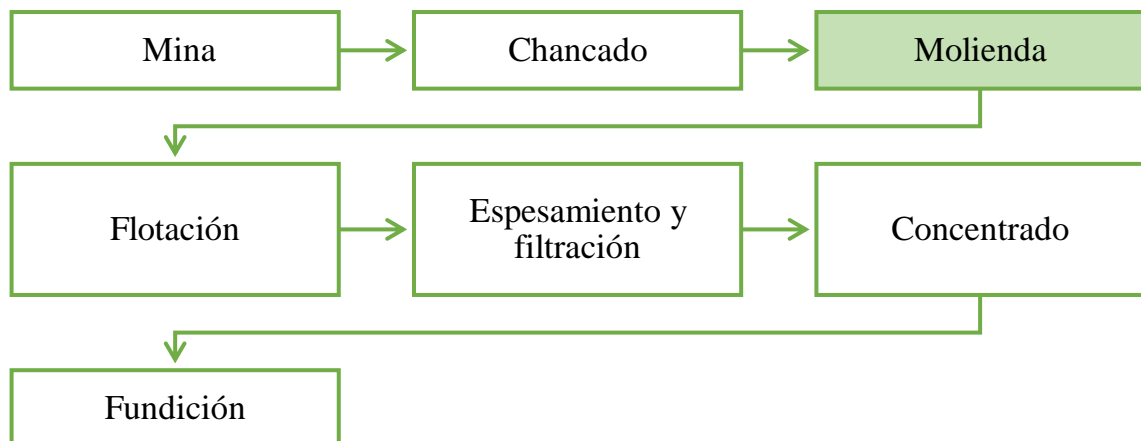 Mina
Chancado
Molienda
Flotación
Espesamiento y
filtración
Concentrado
Fundición